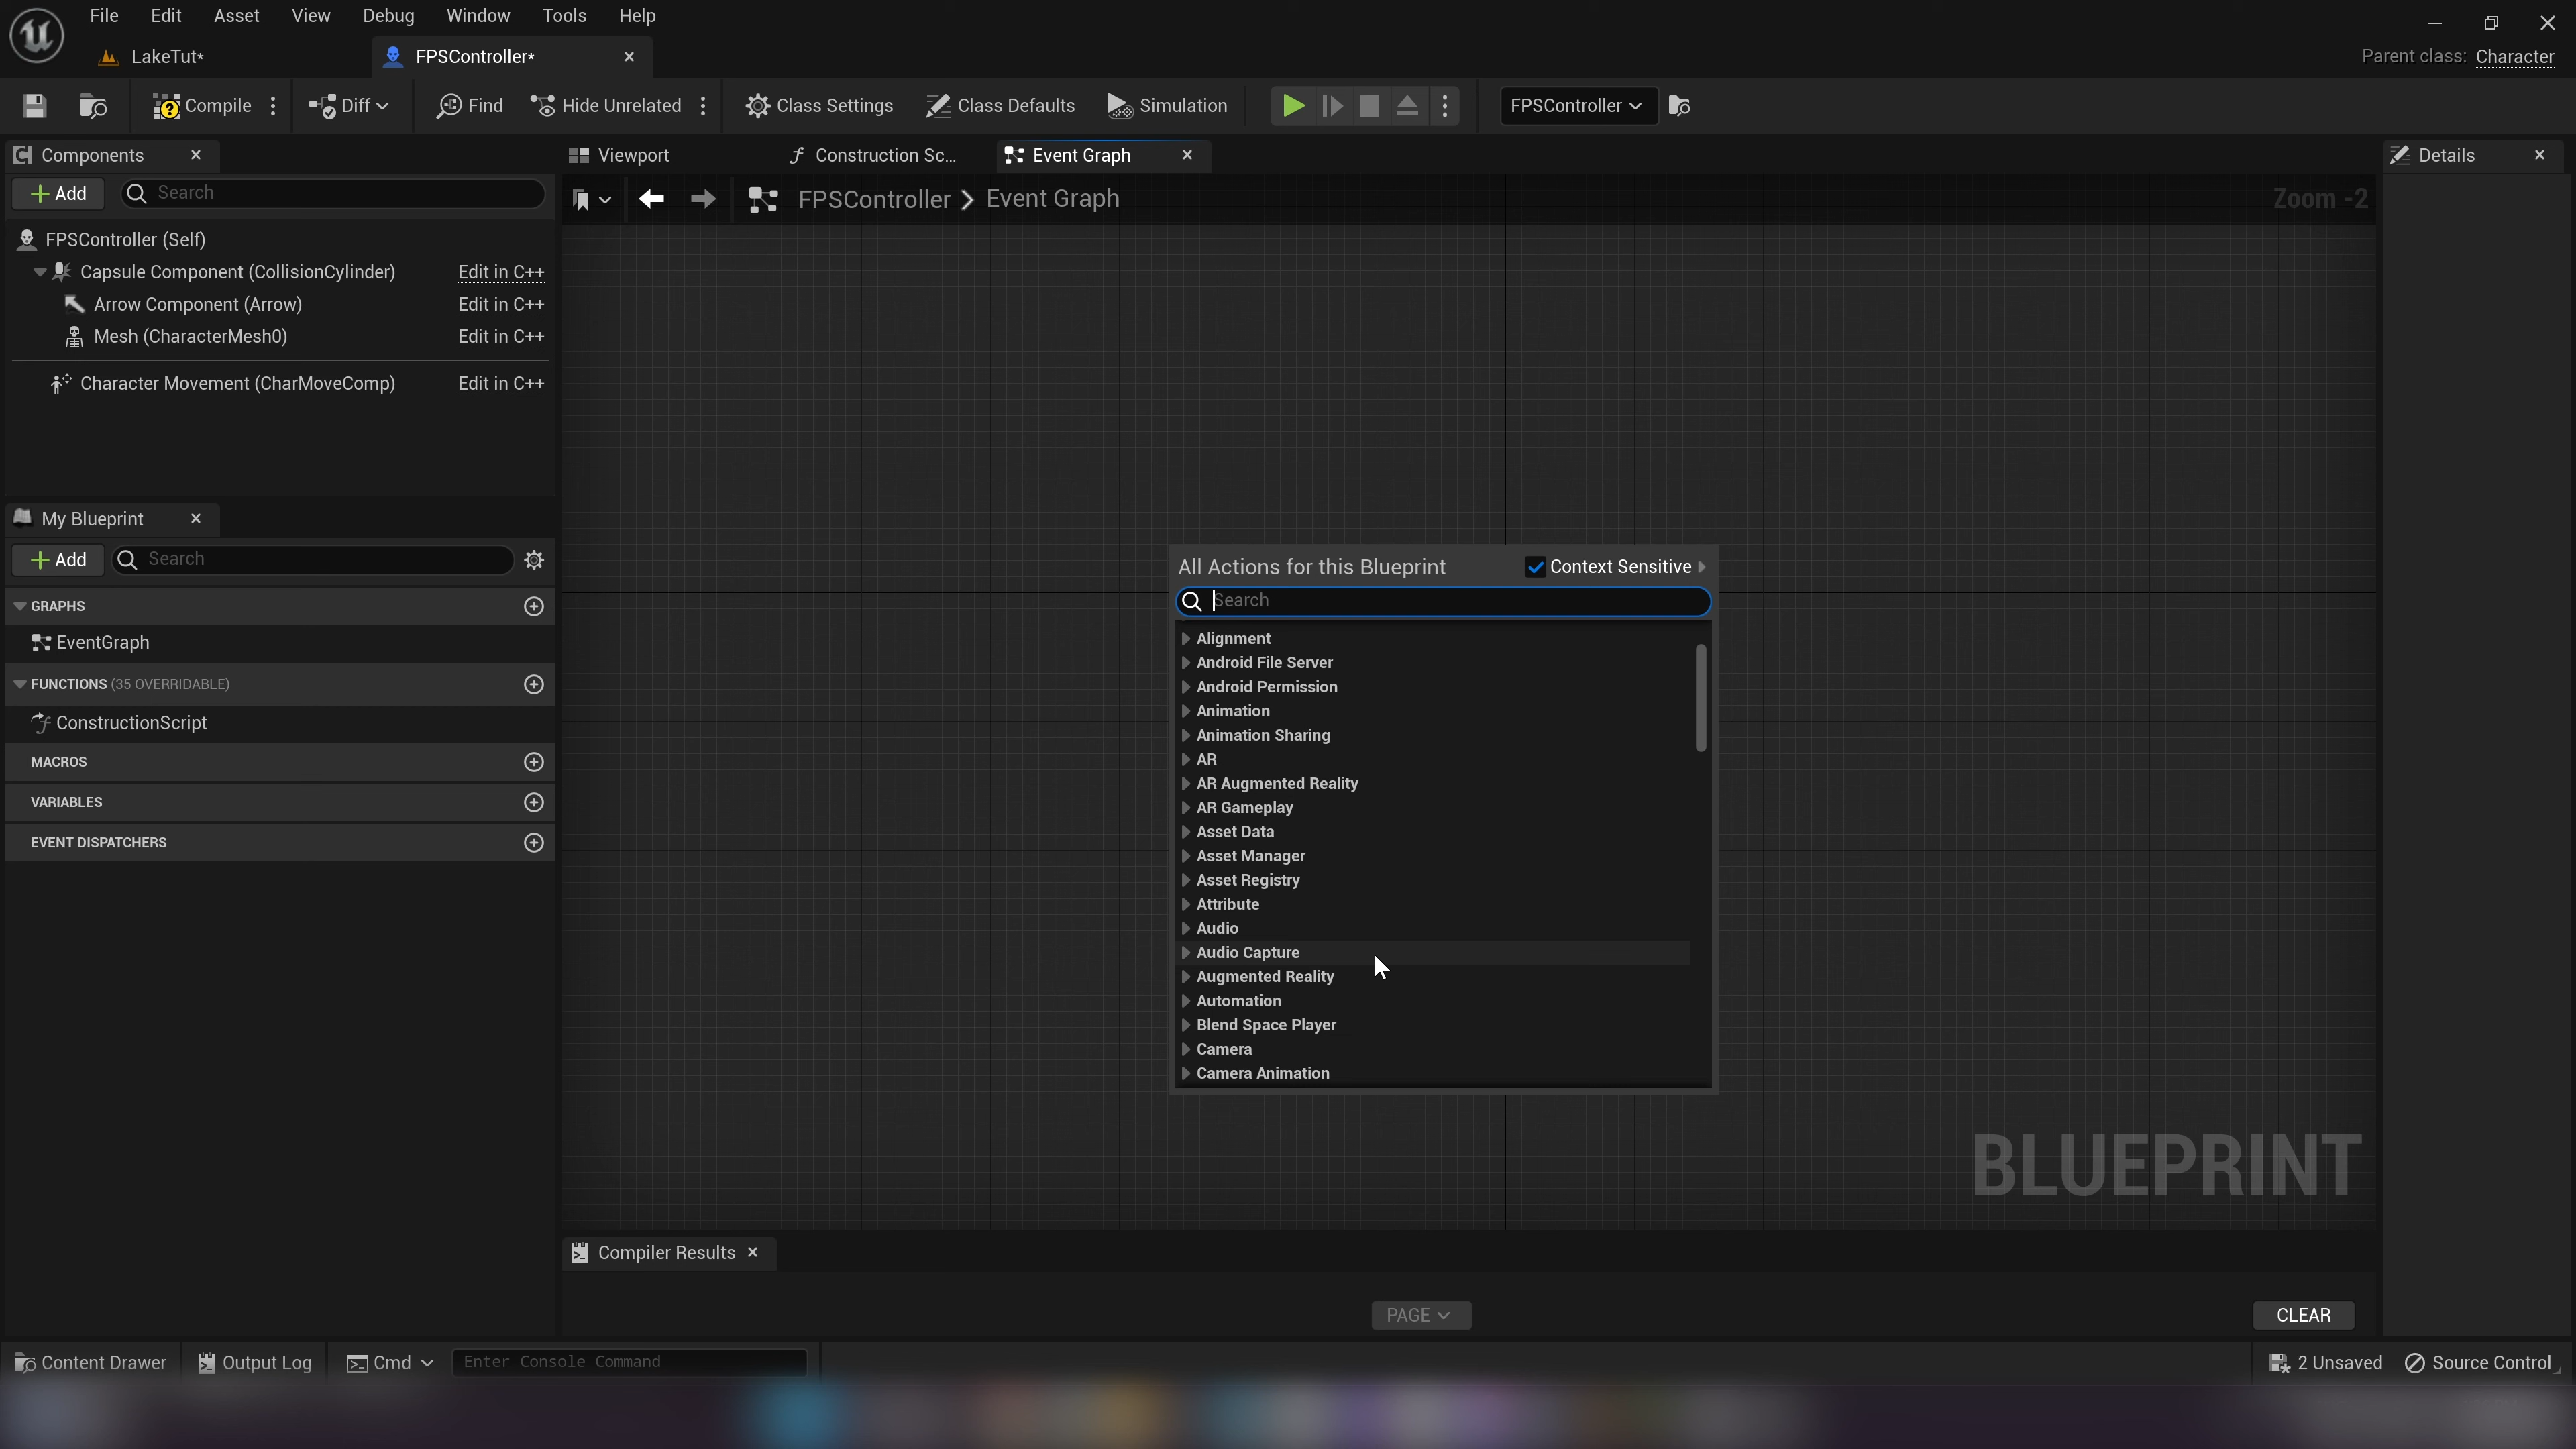 File Edit Asset View Debug Window Tools Help
LakeTut*
FPSController*
Parent class: Character
Compile
Diff
Find
Hide Unrelated
Class Settings
Class Defaults
Simulation
FPSController
Components
Add
Search
FPSController (Self)
Capsule Component (CollisionCylinder) Edit in C++
Arrow Component (Arrow) Edit in C++
Mesh (CharacterMesh0) Edit in C++
Character Movement (CharMoveComp) Edit in C++
My Blueprint
Add
Search
GRAPHS
EventGraph
FUNCTIONS (35 OVERRIDABLE)
ConstructionScript
MACROS
VARIABLES
EVENT DISPATCHERS
Viewport
Construction Sc...
Event Graph
FPSController > Event Graph
Zoom -2
All Actions for this Blueprint
Context Sensitive
Search
Alignment
Android File Server
Android Permission
Animation
Animation Sharing
AR
AR Augmented Reality
AR Gameplay
Asset Data
Asset Manager
Asset Registry
Attribute
Audio
Audio Capture
Augmented Reality
Automation
Blend Space Player
Camera
Camera Animation
BLUEPRINT
Details
Compiler Results
PAGE
CLEAR
Content Drawer
Output Log
Cmd
Enter Console Command
2 Unsaved
Source Control